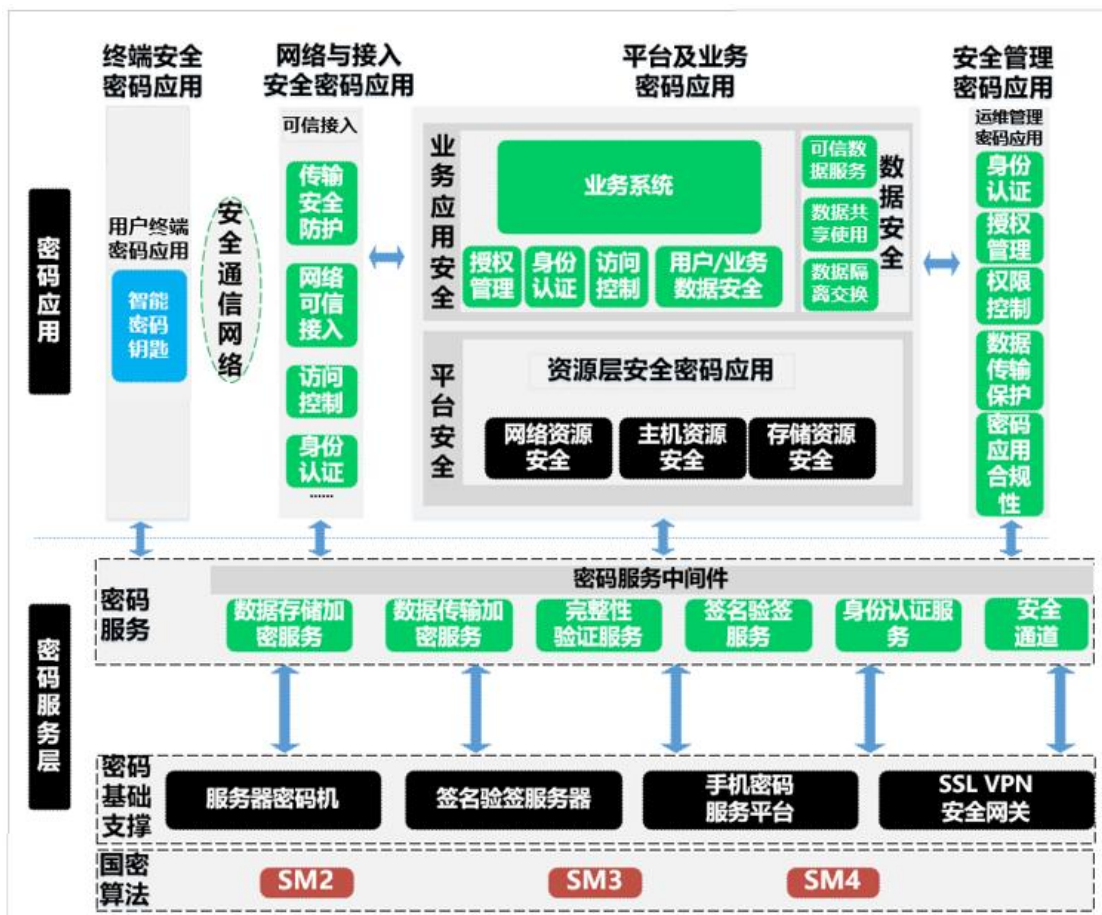 终端安全
密码应用
网络与接入
安全密码应用
平台及业务
密码应用
安全管理
密码应用
密码应用
用户终端
密码应用
智能
密码
钥匙
安全通信网络
可信接入
传输
安全
防护
网络
可信
接入
访问
控制
身份
认证
......
业务应用安全
业务系统
授权
管理
身份
认证
访问
控制
用户/业务
数据安全
可信数
据服务
数据共
享使用
数据隔
离交换
数据安全
平台安全
资源层安全密码应用
网络资源
安全
主机资源
安全
存储资源
安全
运维管理
密码应用
身份
认证
授权
管理
权限
控制
数据
传输
保护
密码
应用
合规
性
密码服务层
密码
服务
密码服务中间件
数据存储加
密服务
数据传输加
密服务
完整性
验证服务
签名验签
服务
身份认证服
务
安全
通道
密码
基础
支撑
服务器密码机
签名验签服务器
手机密码
服务平台
SSL VPN
安全网关
国密
算法
SM2
SM3
SM4